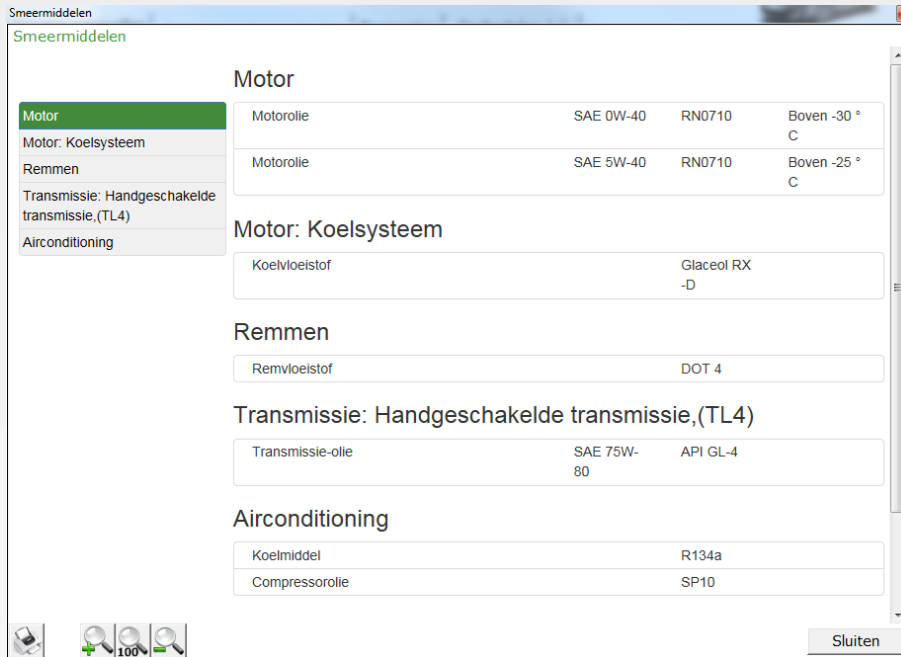 Smeermiddelen
Smeermiddelen
Motor
Motor: Koelsysteem
Remmen
Transmissie: Handgeschakelde
transmissie,(TL4)
Airconditioning
Motor
Motorolie SAE 0W-40 RN0710 Boven -30 °
C
Motorolie SAE 5W-40 RN0710 Boven -25 °
C
Motor: Koelsysteem
Koelvloeistof Glaceol RX
-D
Remmen
Remvloeistof DOT 4
Transmissie: Handgeschakelde transmissie,(TL4)
Transmissie-olie SAE 75W- API GL-4
80
Airconditioning
Koelmiddel R134a
Compressorolie SP10
100
Sluiten